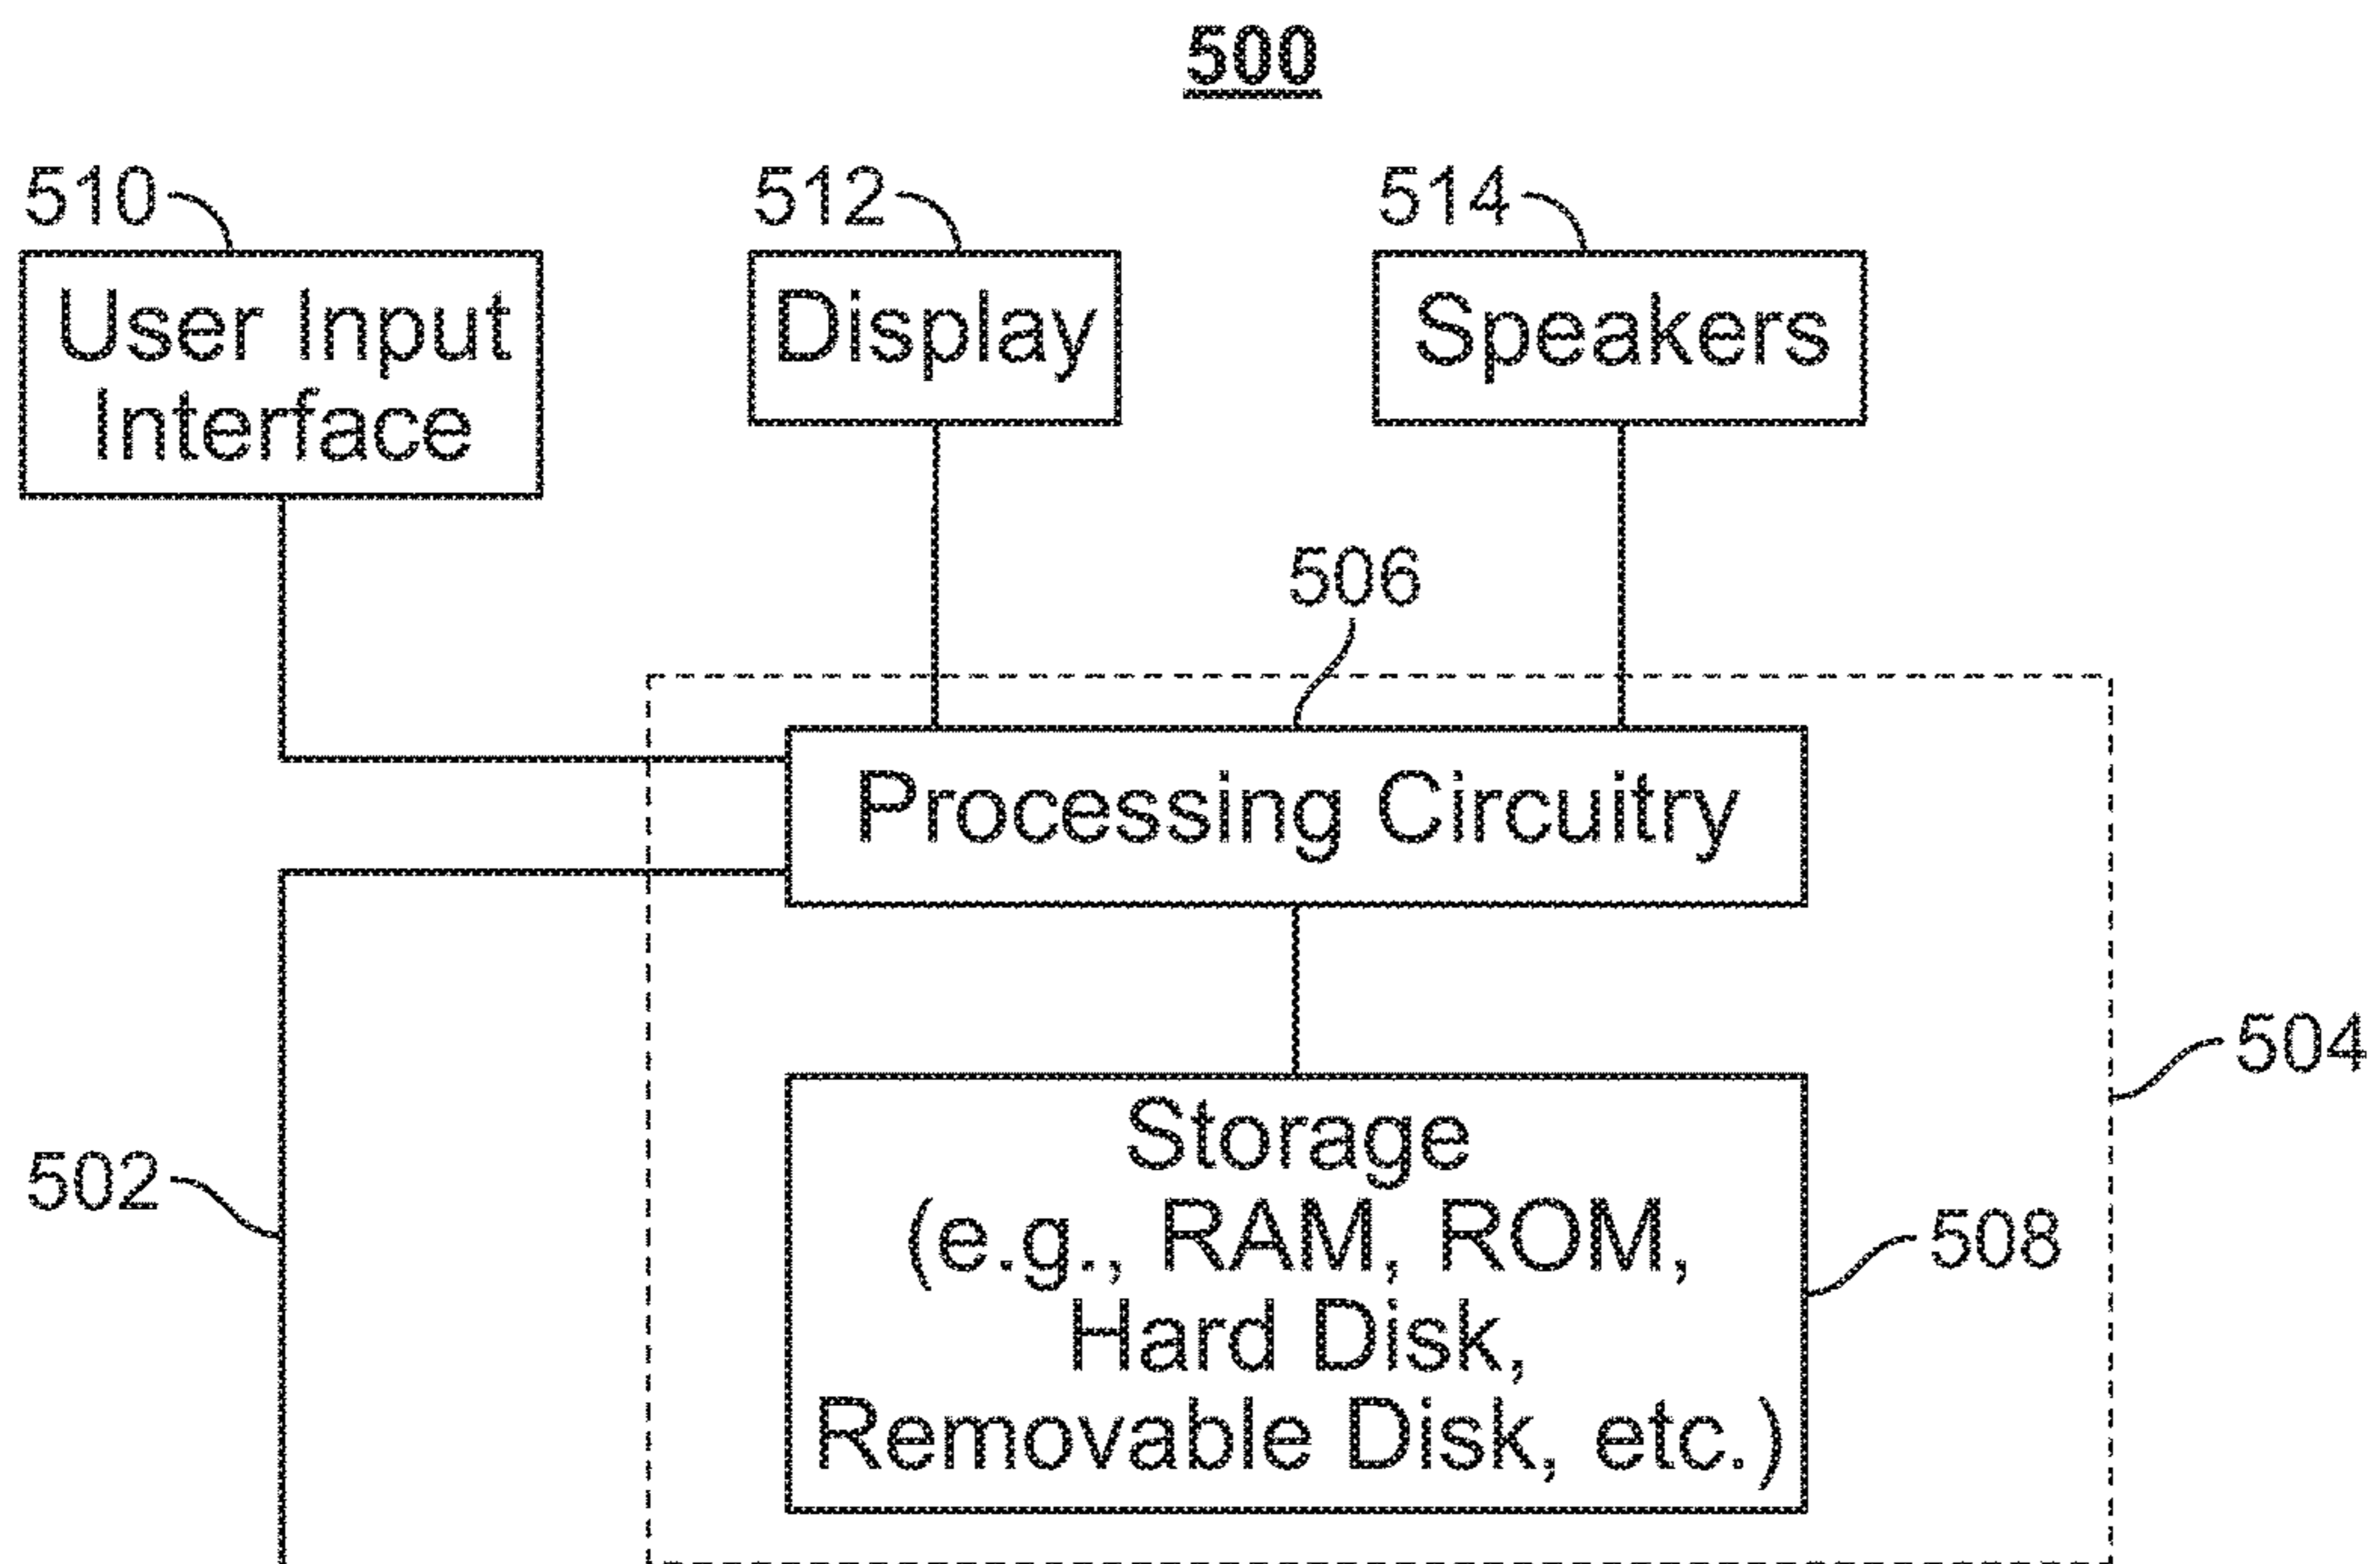 500
510
512
514
User Input
Interface
Display
Speakers
506
Processing Circuitry
504
502
Storage
(e.g., RAM, ROM,
Hard Disk,
Removable Disk, etc.)
508